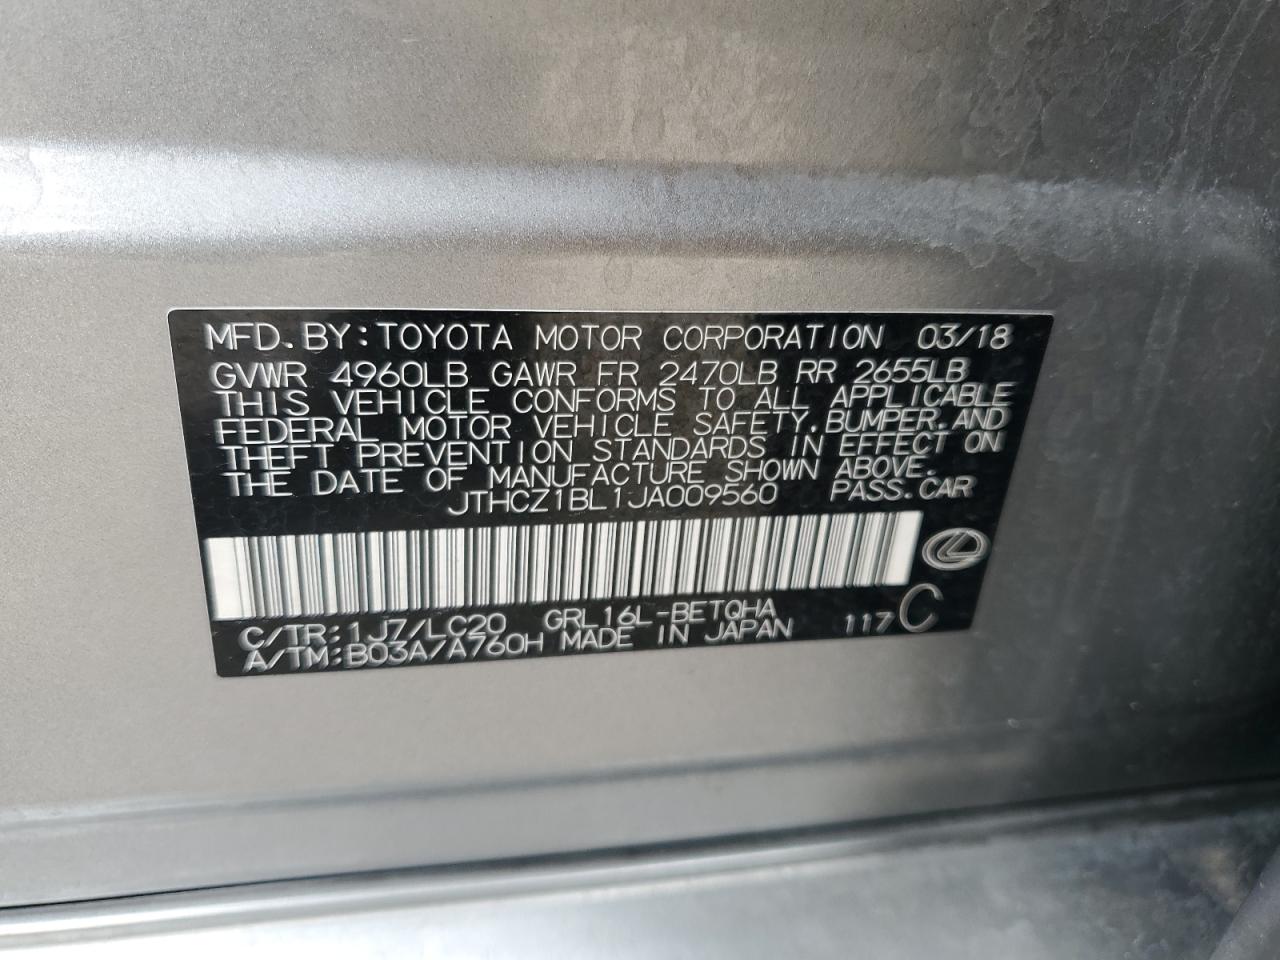 MFD. BY: TOYOTA MOTOR CORPORATION 03/18
GVWR 4960LB GAWR FR 2470LB RR 2655LB
THIS VEHICLE CONFORMS TO ALL APPLICABLE
FEDERAL MOTOR VEHICLE SAFETY, BUMPER, AND
THEFT PREVENTION STANDARDS IN EFFECT ON
THE DATE OF MANUFACTURE SHOWN ABOVE.
JTHCZ1BL1JA009560 PASS. CAR
C/TR: 1J7/LC20 GRL16L-BETQHA 117 C
A/TM: B03A/A760H MADE IN JAPAN